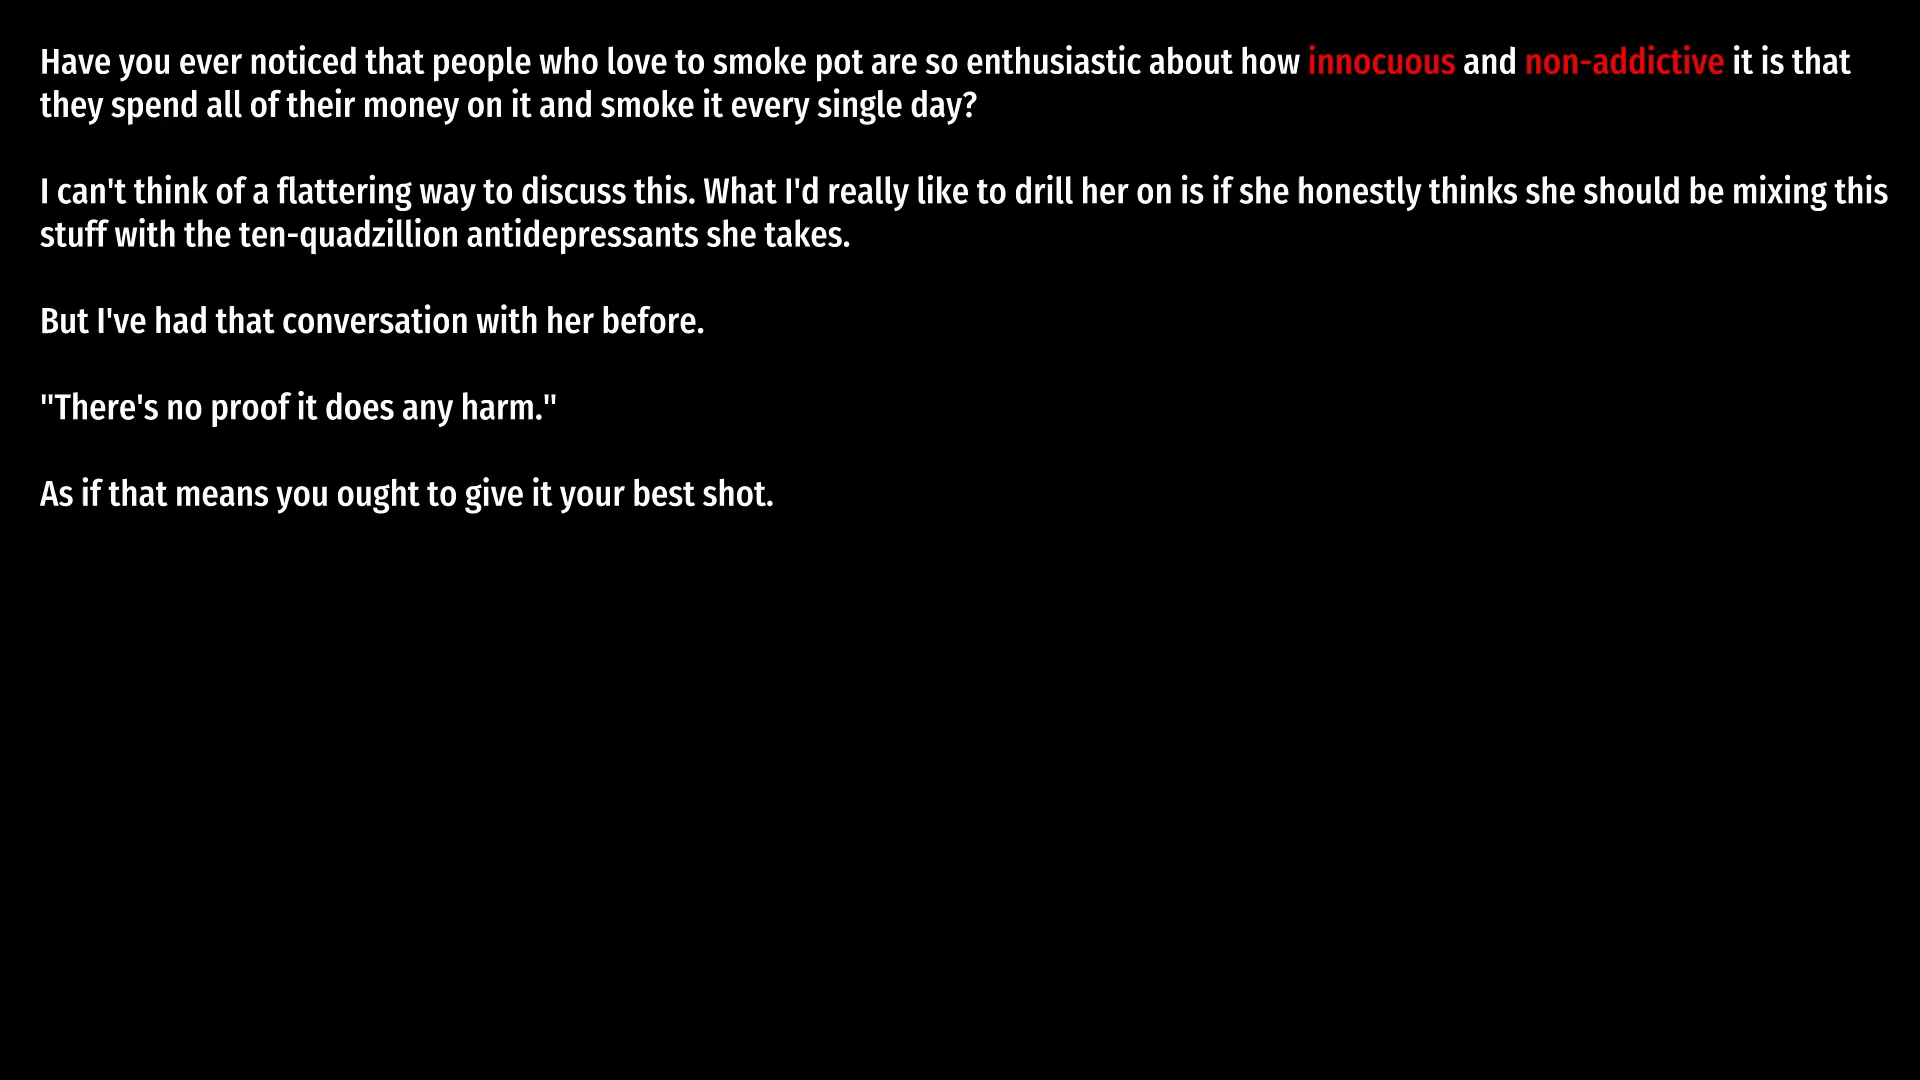 Have you ever noticed that people who love to smoke pot are so enthusiastic about how innocuous and non-addictive it is that
they spend all of their money on it and smoke it every single day?
I can't think of a flattering way to discuss this. What I'd really like to drill her on is if she honestly thinks she should be mixing this
stuff with the ten-quadzillion antidepressants she takes.
But I've had that conversation with her before.
"There's no proof it does any harm."
As if that means you ought to give it your best shot.